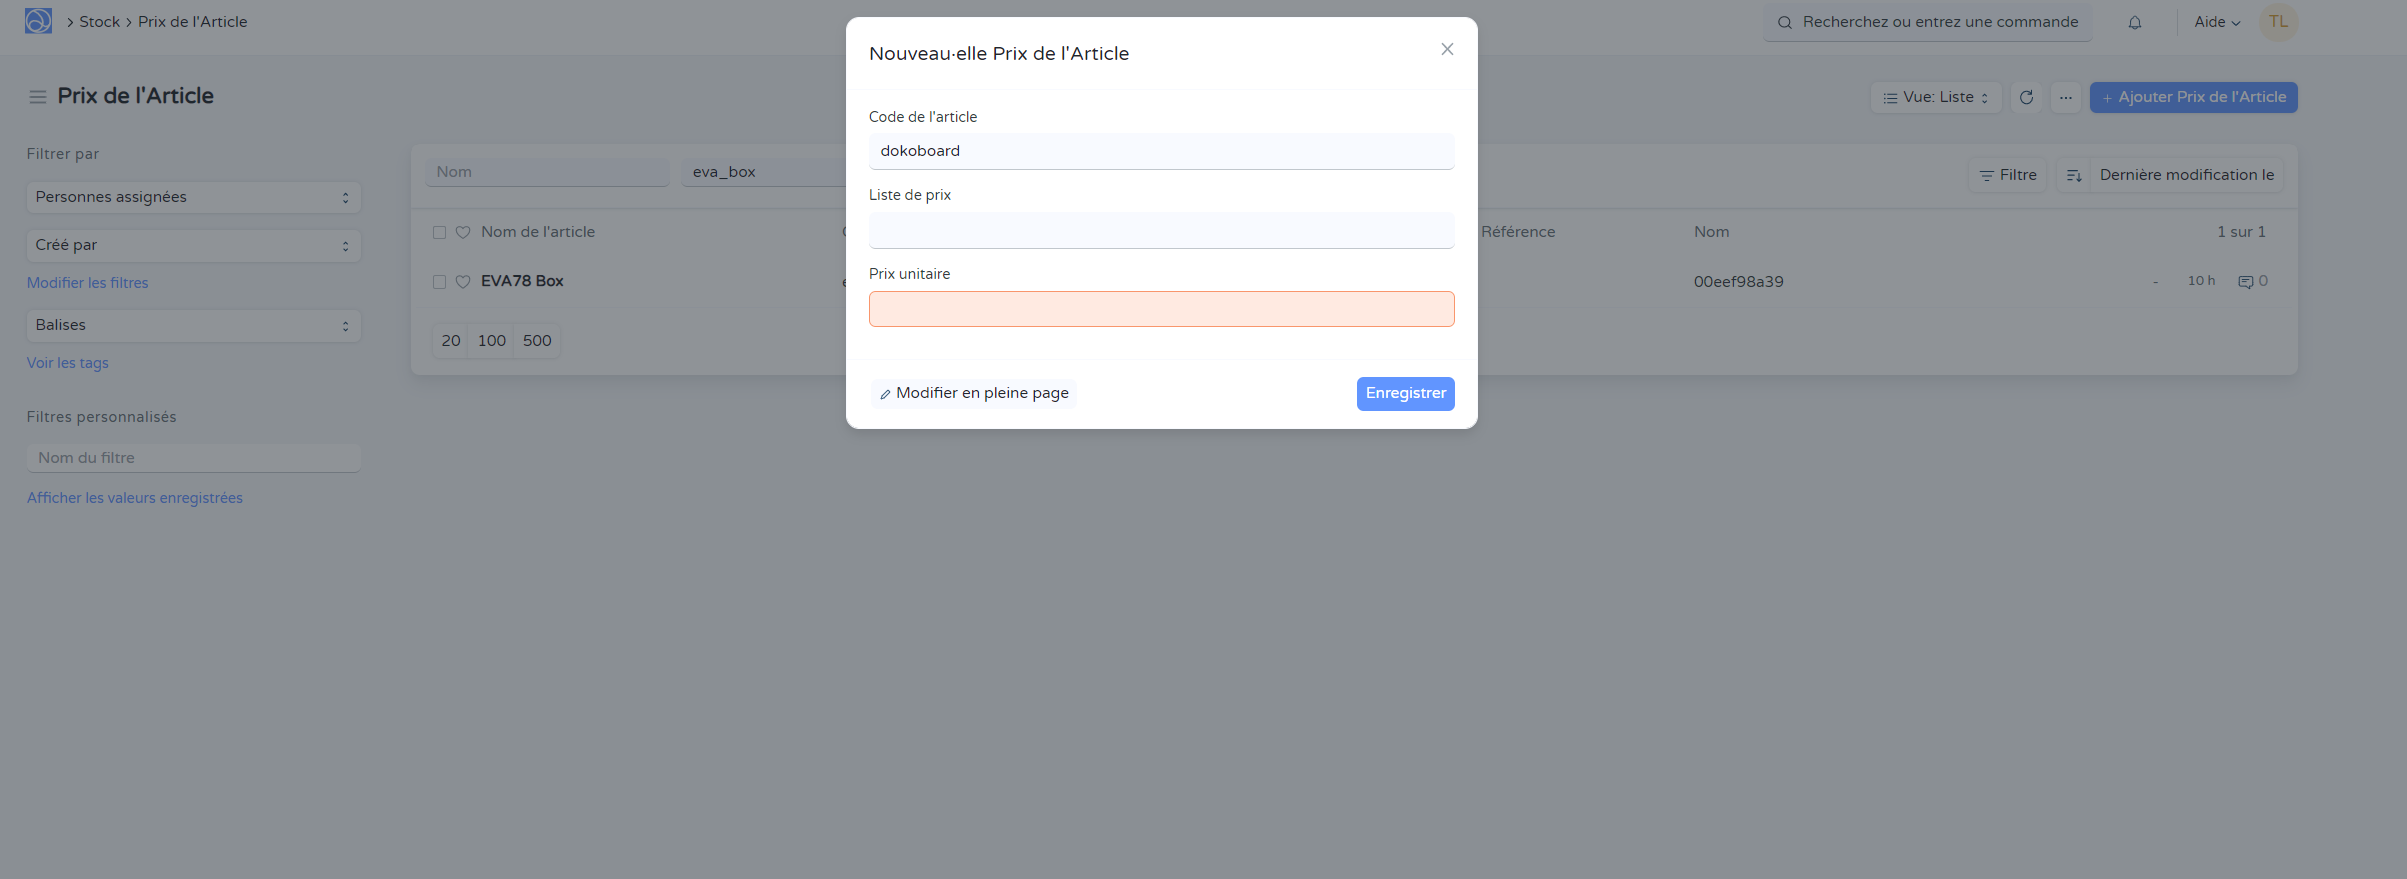 Stock
Prix de l'Article
Recherchez ou entrez une commande
Aide
TL
Prix de l'Article
Vue: Liste
+ Ajouter Prix de l'Article
Filtrer par
Personnes assignées
Créé par
Modifier les filtres
Balises
Voir les tags
Filtres personnalisés
Nom du filtre
Afficher les valeurs enregistrées
Nom
eva_box
Filtre
Dernière modification le
Nom de l'article
Référence
Nom
1 sur 1
EVA78 Box
00eef98a39
-
10 h
0
20
100
500
Nouveau·elle Prix de l'Article
Code de l'article
dokoboard
Liste de prix
Prix unitaire
Modifier en pleine page
Enregistrer